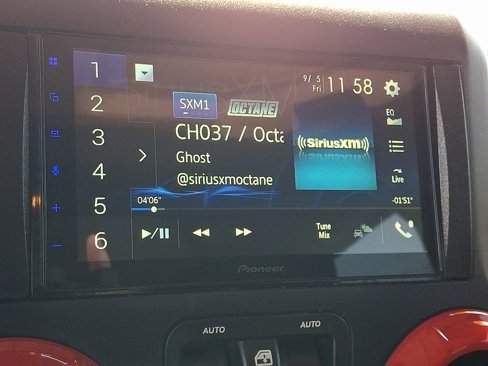 1
2
3
4
5
6
SXM1
OCTANE
9/ 5
Fri
11 58
CH037 / Octa
Ghost
@siriusxmoctane
((SiriusXM))
EQ
Live
04'06"
-01'51"
Tune
Mix
Pioneer
AUTO
AUTO